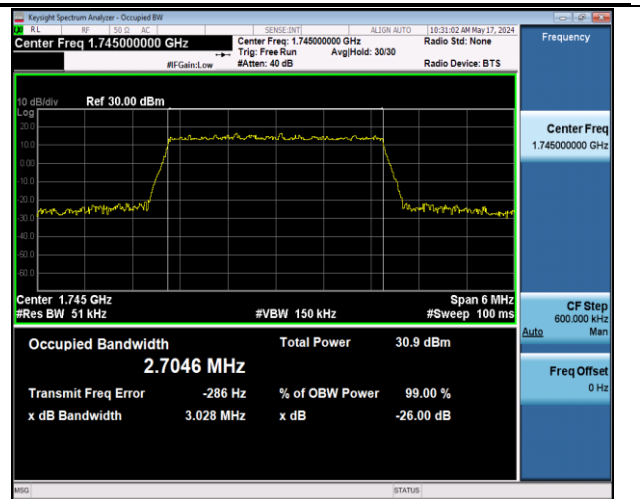 Keysight Spectrum Analyzer - Occupied BW
RL RF 50 Ω AC SENSE:INT ALIGN AUTO 10:31:02 AM May 17, 2024
Center Freq 1.745000000 GHz
Center Freq: 1.745000000 GHz Radio Std: None
Trig: Free Run Avg|Hold: 30/30
#IFGain:Low #Atten: 40 dB Radio Device: BTS
Frequency
10 dB/div Ref 30.00 dBm
Log
20.0
10.0
0.00
-10.0
-20.0
-30.0
-40.0
-50.0
-60.0
Center 1.745 GHz Span 6 MHz
#Res BW 51 kHz #VBW 150 kHz #Sweep 100 ms
Occupied Bandwidth Total Power 30.9 dBm
2.7046 MHz
Transmit Freq Error -286 Hz % of OBW Power 99.00 %
x dB Bandwidth 3.028 MHz x dB -26.00 dB
Center Freq
1.745000000 GHz
CF Step
600.000 kHz
Auto Man
Freq Offset
0 Hz
MSG STATUS